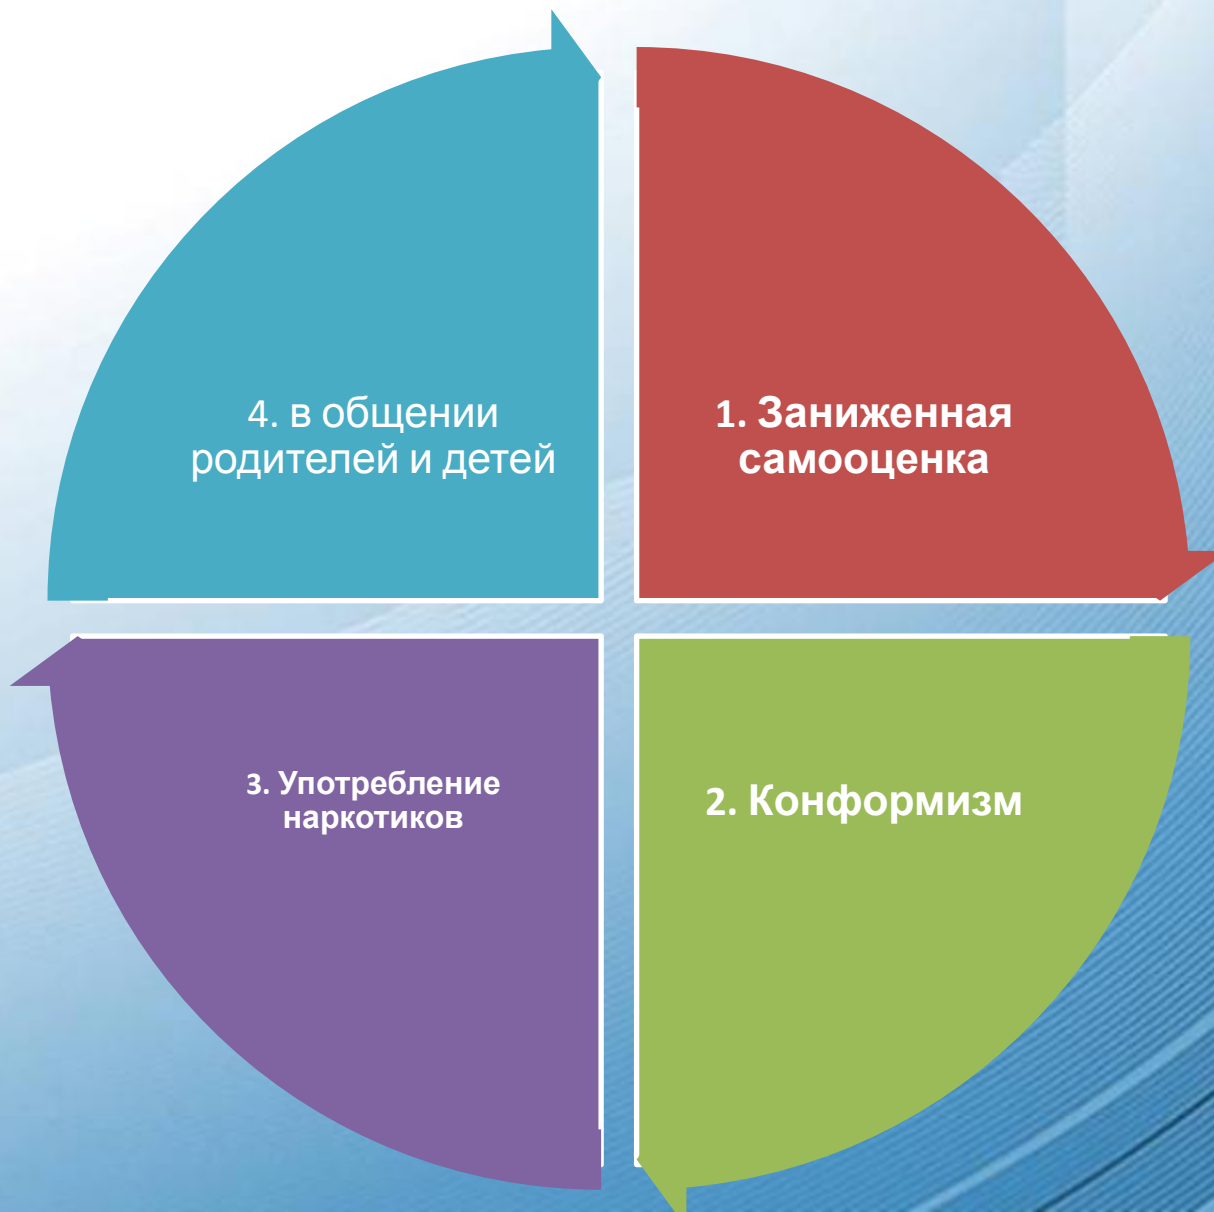 4. в общении
родителей и детей
1. Заниженная
самооценка
3. Употребление
наркотиков
2. Конформизм